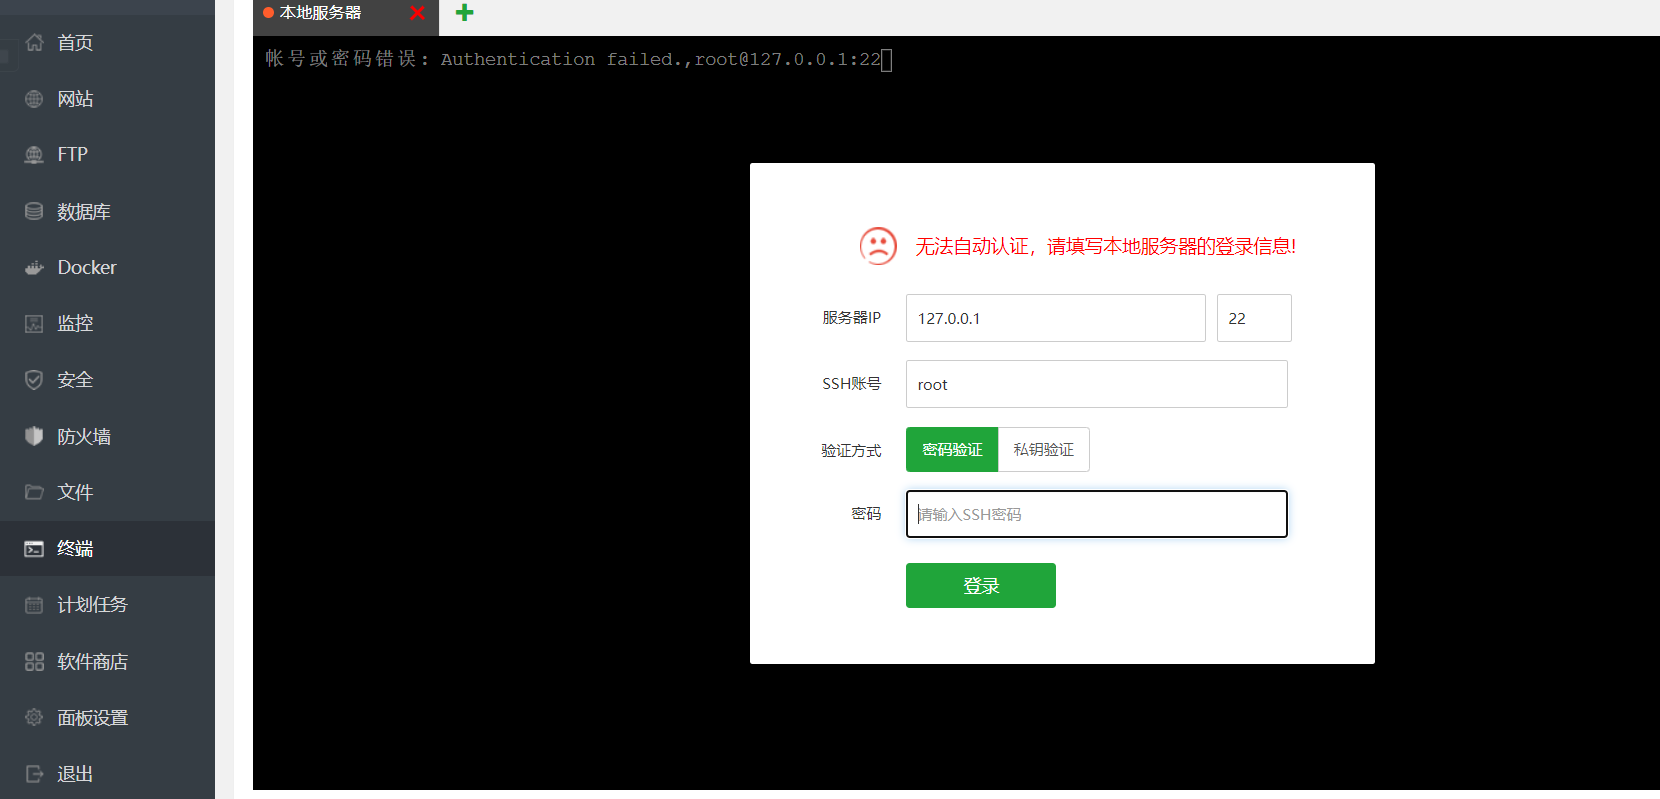 本地服务器
首页
网站
FTP
数据库
Docker
监控
安全
防火墙
文件
终端
计划任务
软件商店
面板设置
退出
帐号或密码错误：Authentication failed.,root@127.0.0.1:22
无法自动认证，请填写本地服务器的登录信息!
服务器IP 127.0.0.1 22
SSH账号 root
验证方式 密码验证 私钥验证
密码 请输入SSH密码
登录